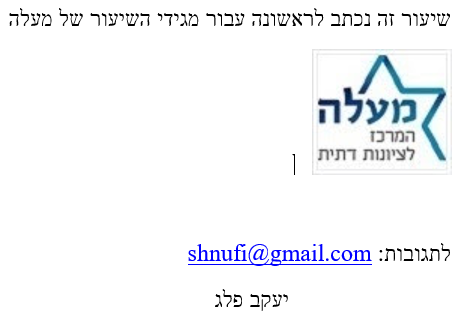 שיעור זה נכתב לראשונה עבור מגידי השיעור של מעלה
מעלה
המרכז
לציונות דתית
לתגובות: shnufi@gmail.com
יעקב פלג